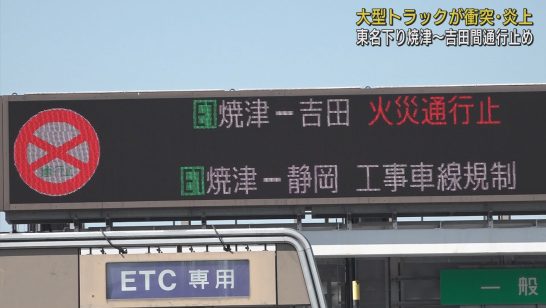 大型トラックが衝突・炎上
東名下り焼津～吉田間通行止め
焼津ー吉田 火災通行止
焼津ー静岡 工事車線規制
ETC 専用
一般